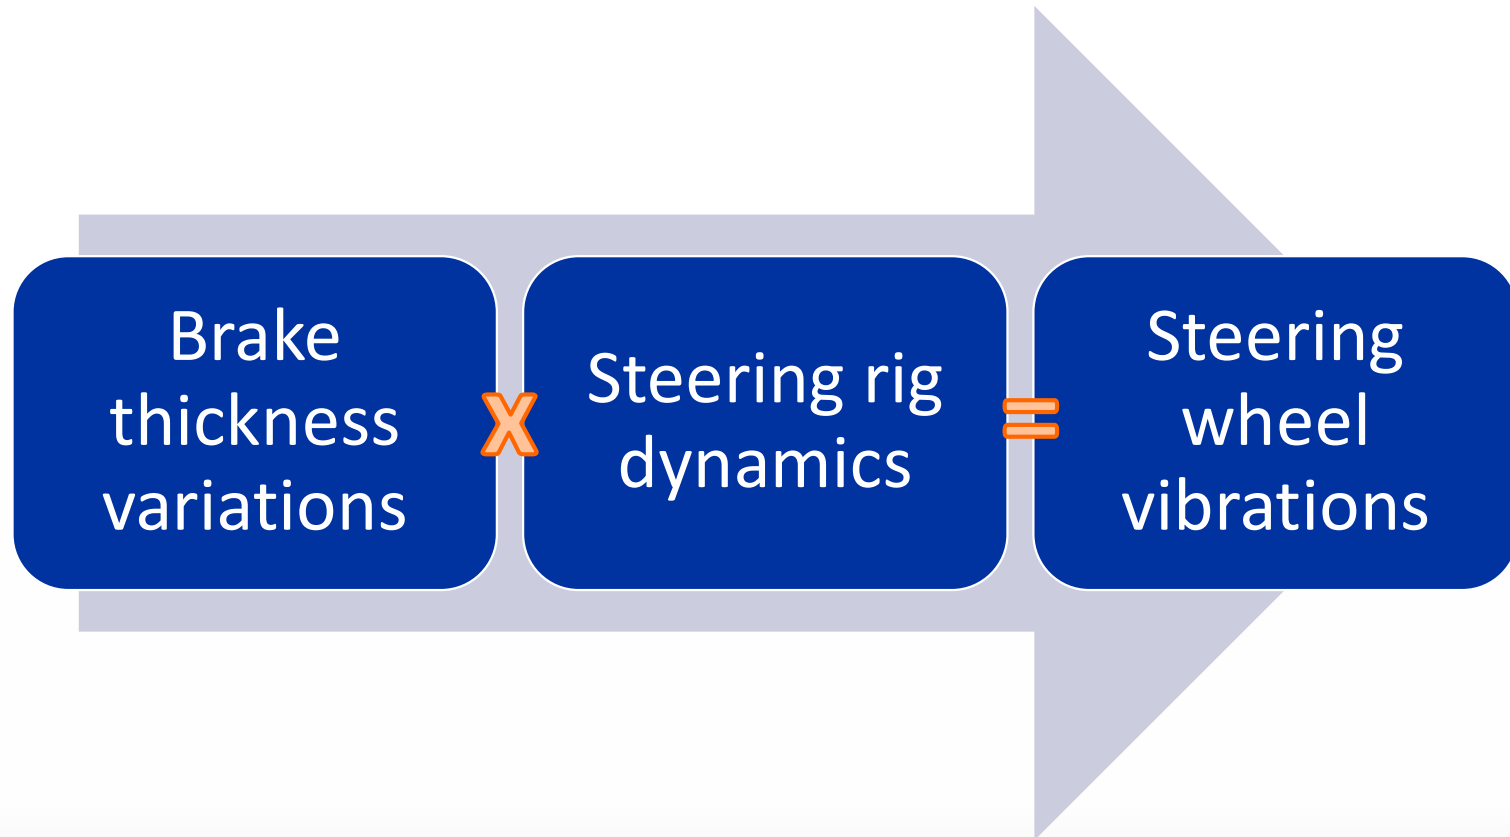 Brake
thickness
variations
x
Steering rig
dynamics
=
Steering
wheel
vibrations